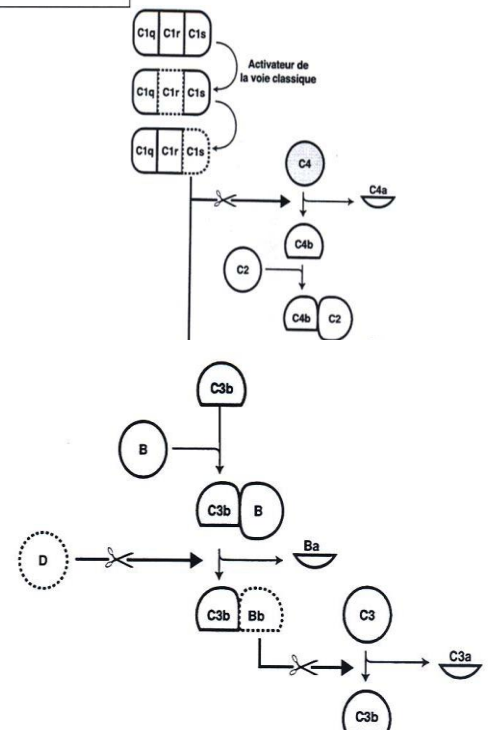 C1q C1r C1s
Activateur de
la voie classique
C1q C1r C1s
C1q C1r C1s
C4
C4a
C4b
C2
C4b C2
C3b
B
C3b B
D
Ba
C3b Bb
C3
C3a
C3b